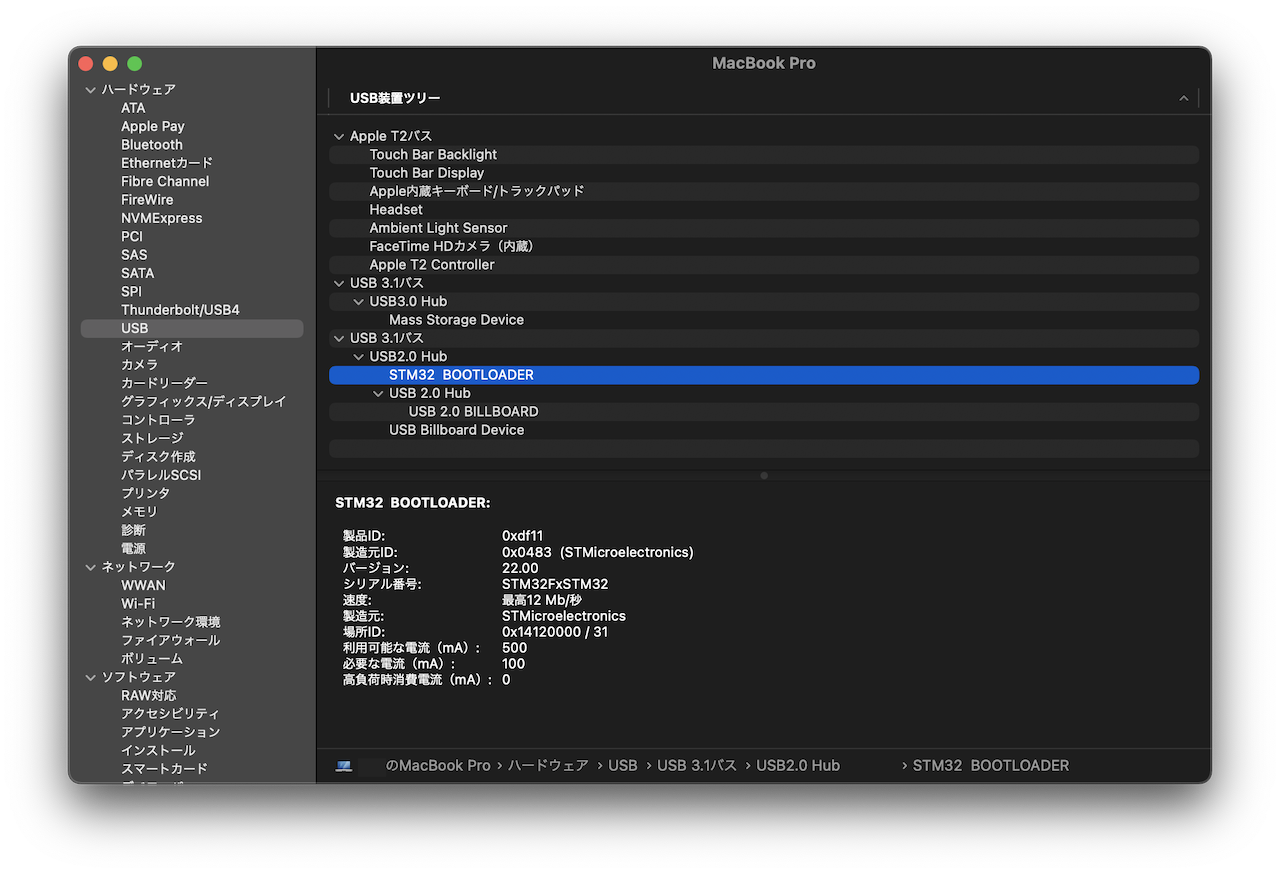 MacBook Pro
ハードウェア
ATA
Apple Pay
Bluetooth
Ethernetカード
Fibre Channel
FireWire
NVMExpress
PCI
SAS
SATA
SPI
Thunderbolt/USB4
USB
オーディオ
カメラ
カードリーダー
グラフィックス/ディスプレイ
コントローラ
ストレージ
ディスク作成
パラレルSCSI
プリンタ
メモリ
診断
電源
ネットワーク
WWAN
Wi-Fi
ネットワーク環境
ファイアウォール
ボリューム
ソフトウェア
RAW対応
アクセシビリティ
アプリケーション
インストール
スマートカード
USB装置ツリー
Apple T2バス
Touch Bar Backlight
Touch Bar Display
Apple内蔵キーボード/トラックパッド
Headset
Ambient Light Sensor
FaceTime HDカメラ（内蔵）
Apple T2 Controller
USB 3.1バス
USB3.0 Hub
Mass Storage Device
USB 3.1バス
USB2.0 Hub
STM32  BOOTLOADER
USB 2.0 Hub
USB 2.0 BILLBOARD
USB Billboard Device
STM32  BOOTLOADER:
製品ID: 0xdf11
製造元ID: 0x0483  (STMicroelectronics)
バージョン: 22.00
シリアル番号: STM32FxSTM32
速度: 最高12 Mb/秒
製造元: STMicroelectronics
場所ID: 0x14120000 / 31
利用可能な電流（mA）: 500
必要な電流（mA）: 100
高負荷時消費電流（mA）: 0
のMacBook Pro › ハードウェア › USB › USB 3.1バス › USB2.0 Hub › STM32  BOOTLOADER